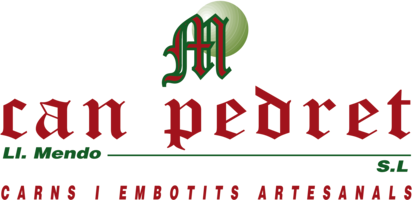 M
can pedret
Ll. Mendo
S.L
CARNS I EMBOTITS ARTESANALS